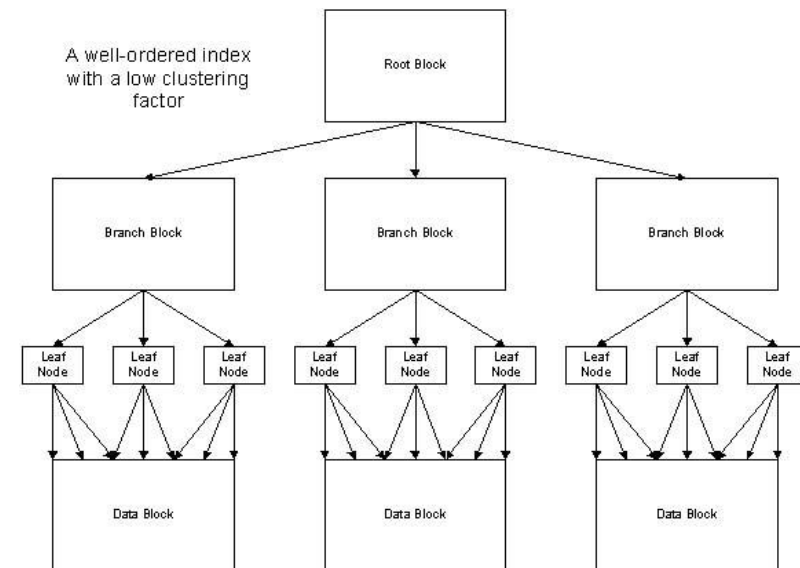 A well-ordered index
with a low clustering
factor
Root Block
Branch Block
Branch Block
Branch Block
Leaf
Node
Leaf
Node
Leaf
Node
Leaf
Node
Leaf
Node
Leaf
Node
Leaf
Node
Leaf
Node
Leaf
Node
Data Block
Data Block
Data Block